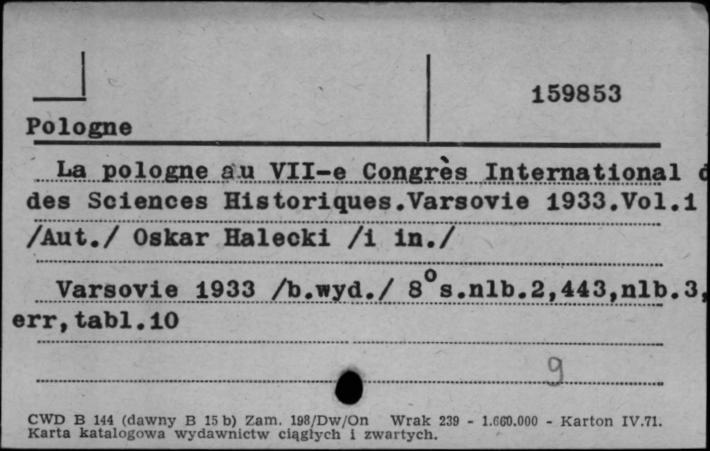 159853
Pologne
La pologne au VII-e Congrès International d
des Sciences Historiques.Varsovie 1933.Vol.1
/Aut./ Oskar Halecki /i in./
Varsovie 1933 /b.wyd./ 8°s.nlb.2,443,nlb.3,
err,tabl.10
9
CWD B 144 (dawny B 15 b) Zam. 198/Dw/On Wrak 239 - 1.660.000 - Karton IV.71.
Karta katalogowa wydawnictw ciągłych i zwartych.